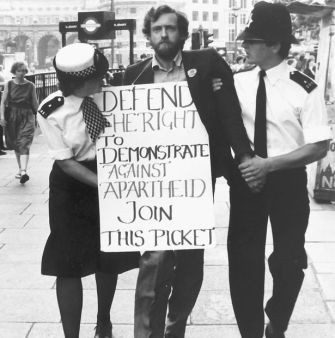 DEFEND
THE RIGHT
TO
DEMONSTRATE
AGAINST
APARTHEID
JOIN
THIS PICKET